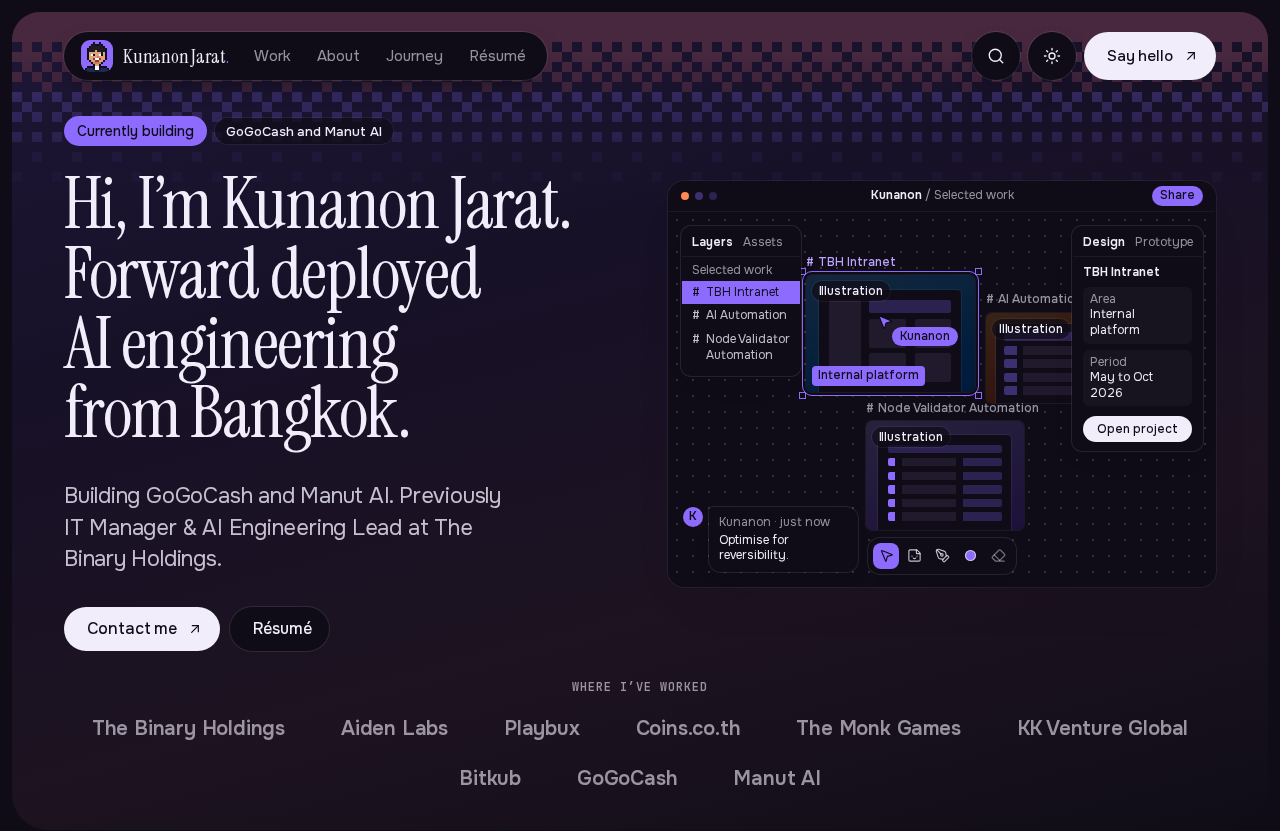 Kunanon Jarat.
Work
About
Journey
Résumé
Say hello
Currently building
GoGoCash and Manut AI
Hi, I'm Kunanon Jarat.
Forward deployed
AI engineering
from Bangkok.
Building GoGoCash and Manut AI. Previously
IT Manager & AI Engineering Lead at The
Binary Holdings.
Contact me
Résumé
Kunanon / Selected work
Share
Layers
Assets
Selected work
# TBH Intranet
# AI Automation
# Node Validator
Automation
# TBH Intranet
Illustration
Kunanon
Internal platform
# AI Automatio
Illustration
# Node Validator Automation
Illustration
Design
Prototype
TBH Intranet
Area
Internal
platform
Period
May to Oct
2026
Open project
K
Kunanon · just now
Optimise for
reversibility.
WHERE I'VE WORKED
The Binary Holdings
Aiden Labs
Playbux
Coins.co.th
The Monk Games
KK Venture Global
Bitkub
GoGoCash
Manut AI